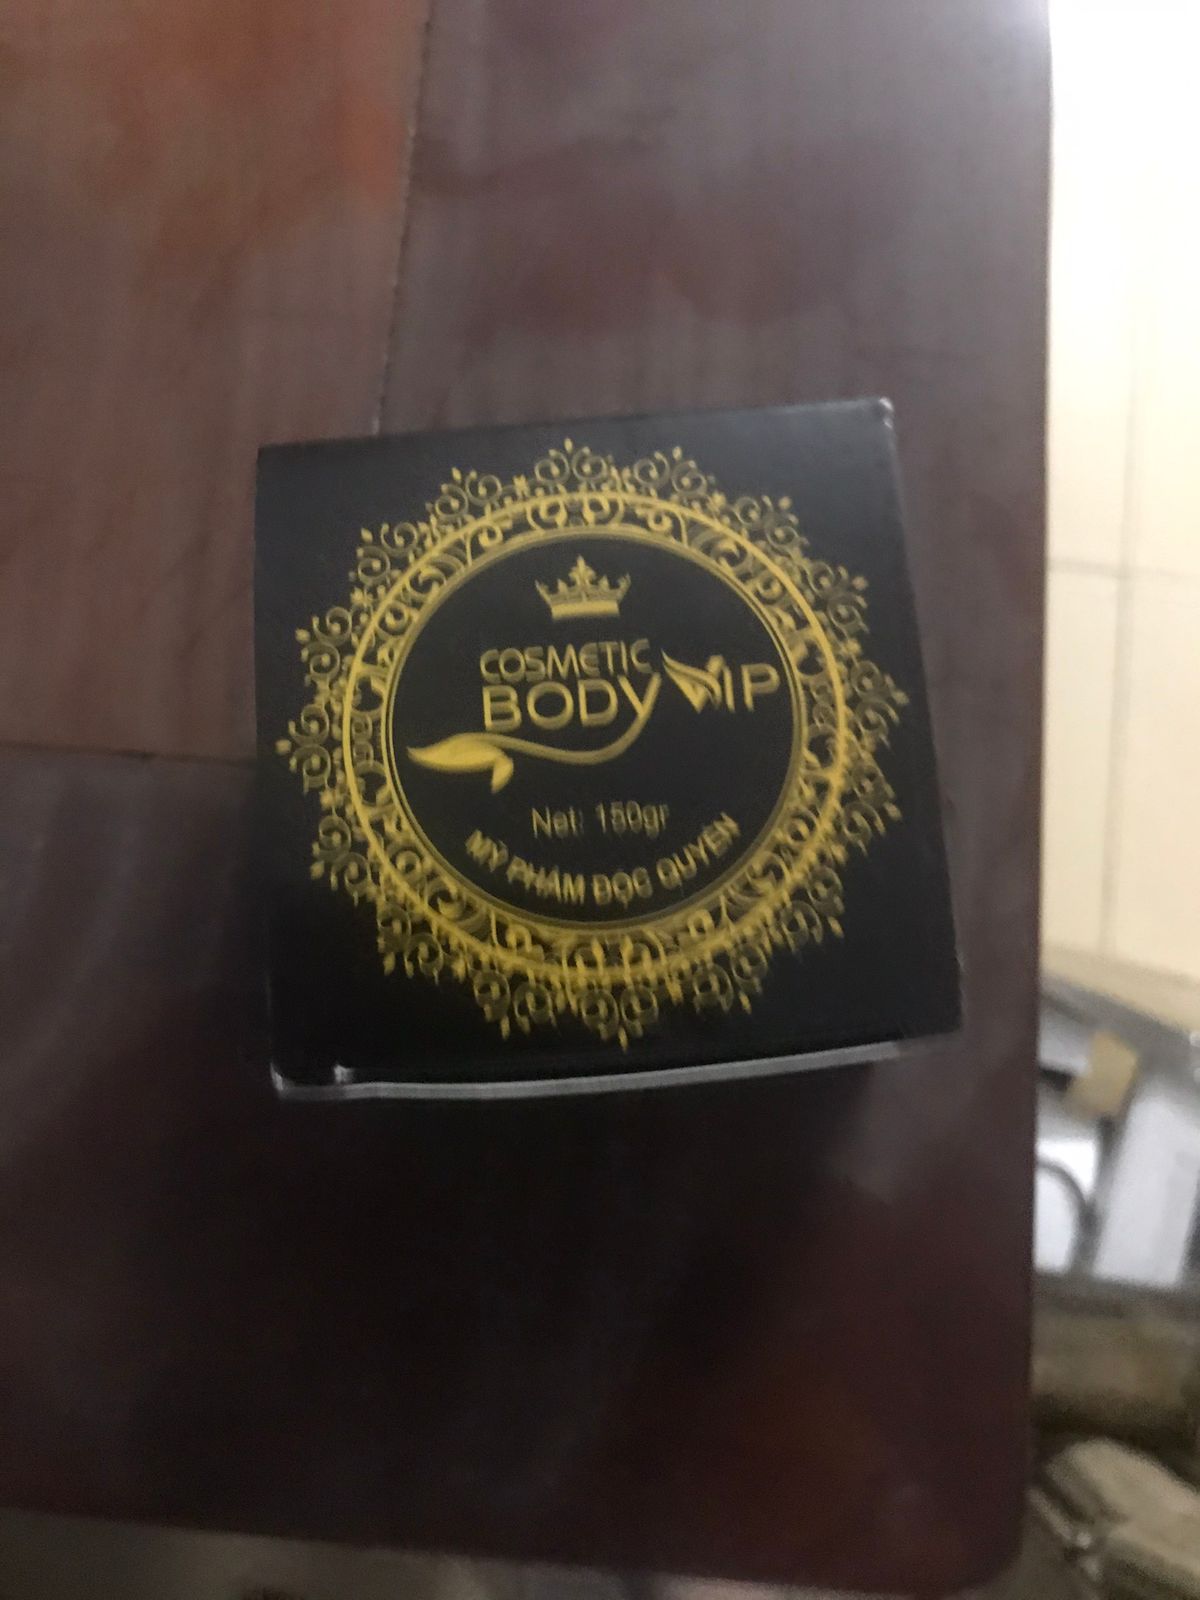 COSMETIC
BODY VIP
Net: 150gr
MỸ PHẨM ĐỘC QUYỀN